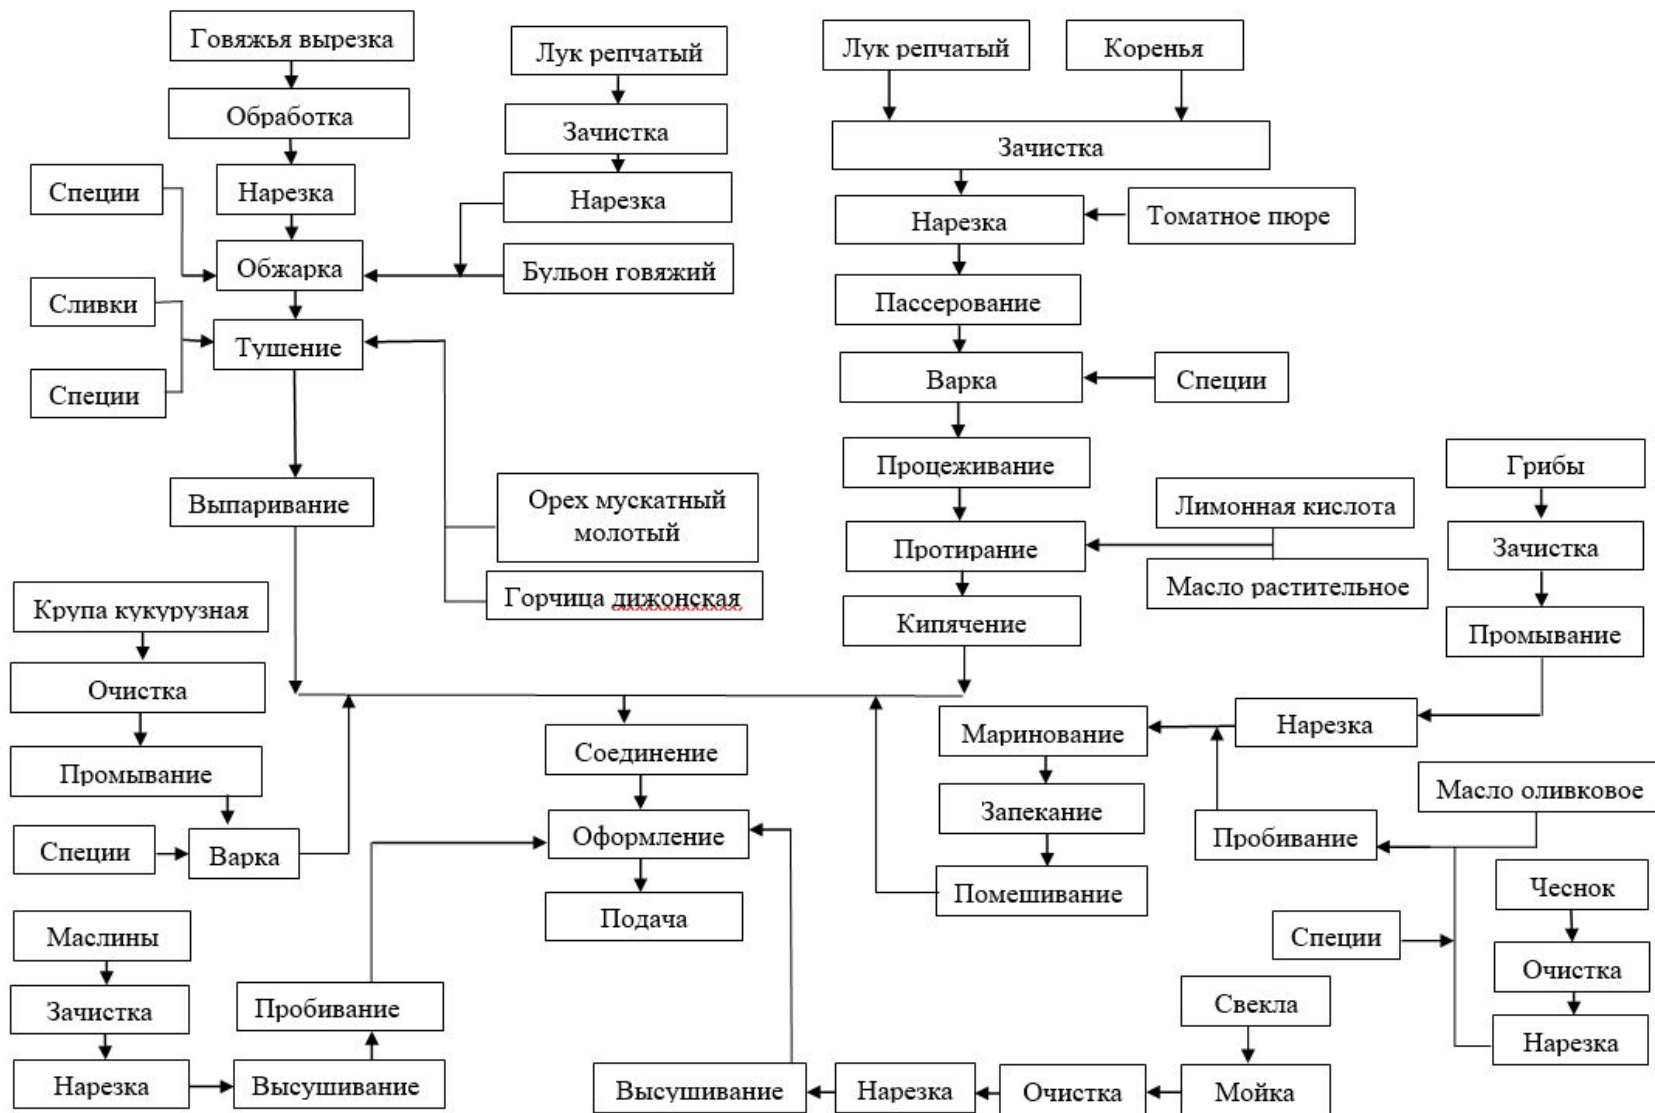 Говяжья вырезка
Обработка
Нарезка
Специи
Обжарка
Сливки
Тушение
Специи
Выпаривание
Лук репчатый
Зачистка
Нарезка
Бульон говяжий
Орех мускатный
молотый
Горчица дижонская
Лук репчатый
Коренья
Зачистка
Нарезка
Томатное пюре
Пассерование
Варка
Специи
Процеживание
Протирание
Лимонная кислота
Масло растительное
Кипячение
Грибы
Зачистка
Промывание
Нарезка
Маринование
Запекание
Помешивание
Пробивание
Масло оливковое
Чеснок
Очистка
Нарезка
Специи
Крупа кукурузная
Очистка
Промывание
Специи
Варка
Соединение
Оформление
Подача
Маслины
Зачистка
Нарезка
Высушивание
Пробивание
Свекла
Мойка
Очистка
Нарезка
Высушивание